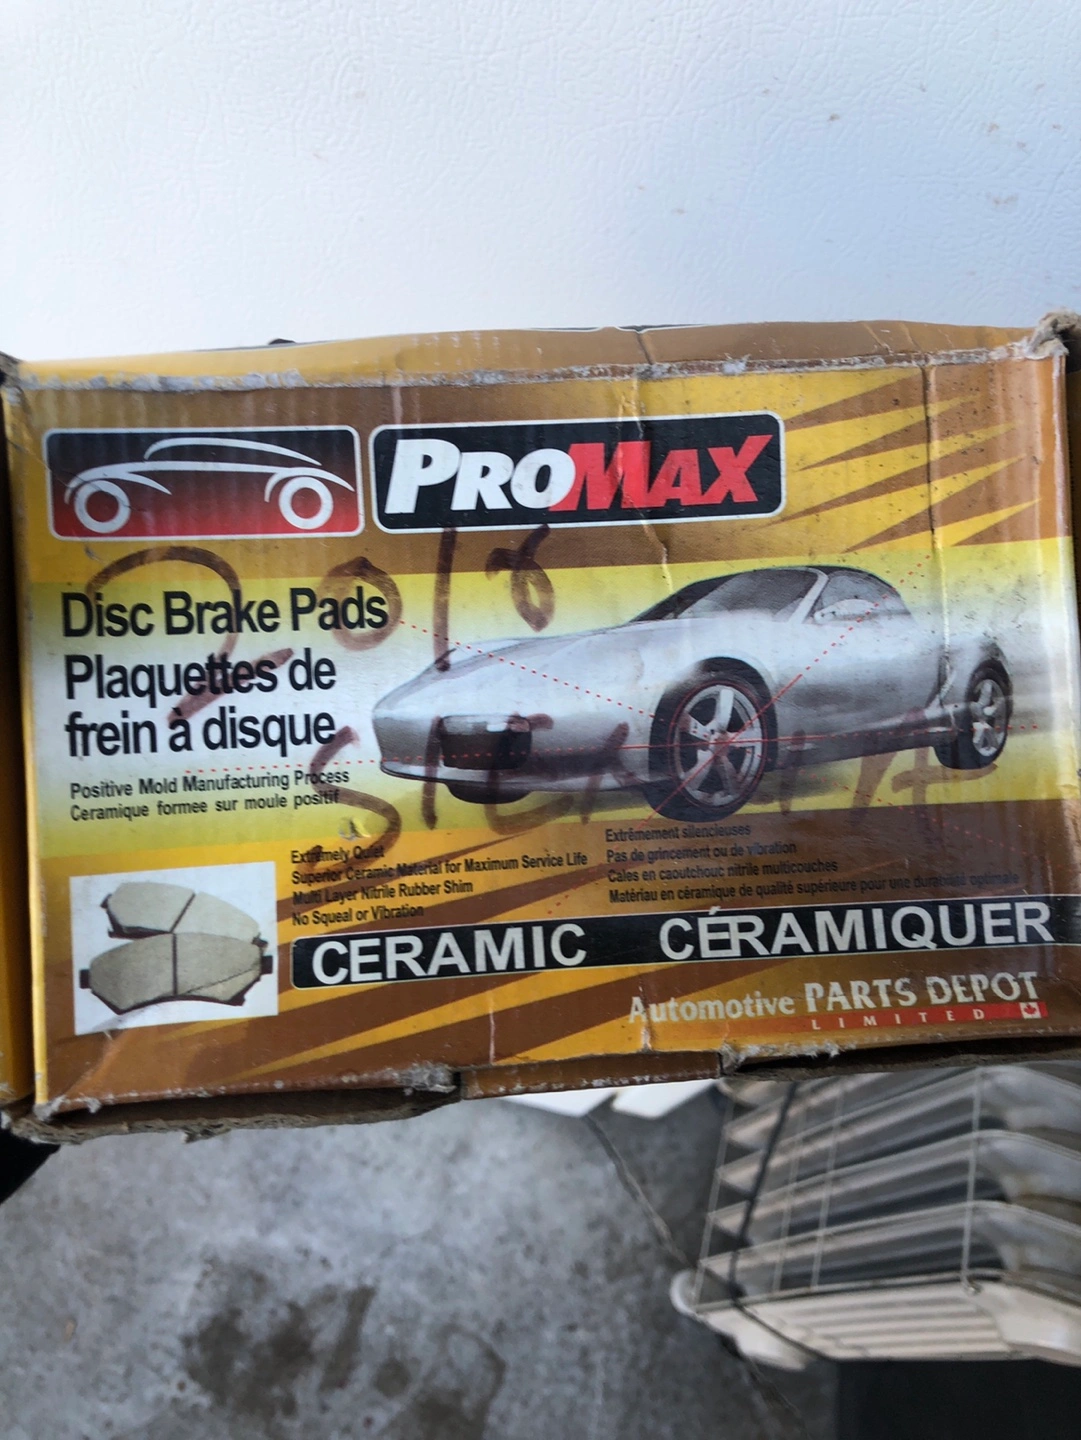 PROMAX
2018
Disc Brake Pads
Plaquettes de
frein à disque
SIENNA
Positive Mold Manufacturing Process
Ceramique formee sur moule positif
Extremely Quiet
Superior Ceramic Material for Maximum Service Life
Multi Layer Nitrile Rubber Shim
No Squeal or Vibration
Extrêmement silencieuses
Pas de grincement ou de vibration
Cales en caoutchouc nitrile multicouches
Matériau en céramique de qualité supérieure pour une durabilité optimale
CERAMIC CÉRAMIQUER
Automotive PARTS DEPOT
LIMITED